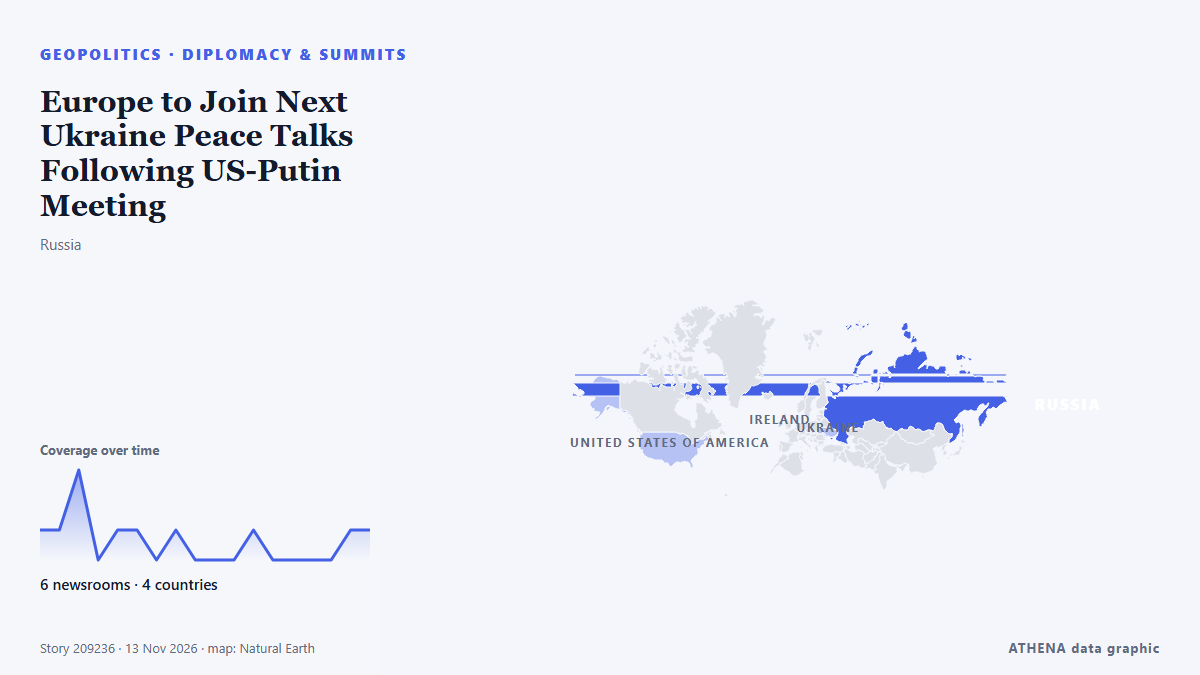 GEOPOLITICS · DIPLOMACY & SUMMITS
Europe to Join Next
Ukraine Peace Talks
Following US-Putin
Meeting
Russia
RUSSIA
IRELAND
UKRAINE
UNITED STATES OF AMERICA
Coverage over time
6 newsrooms · 4 countries
Story 209236 · 13 Nov 2026 · map: Natural Earth
ATHENA data graphic